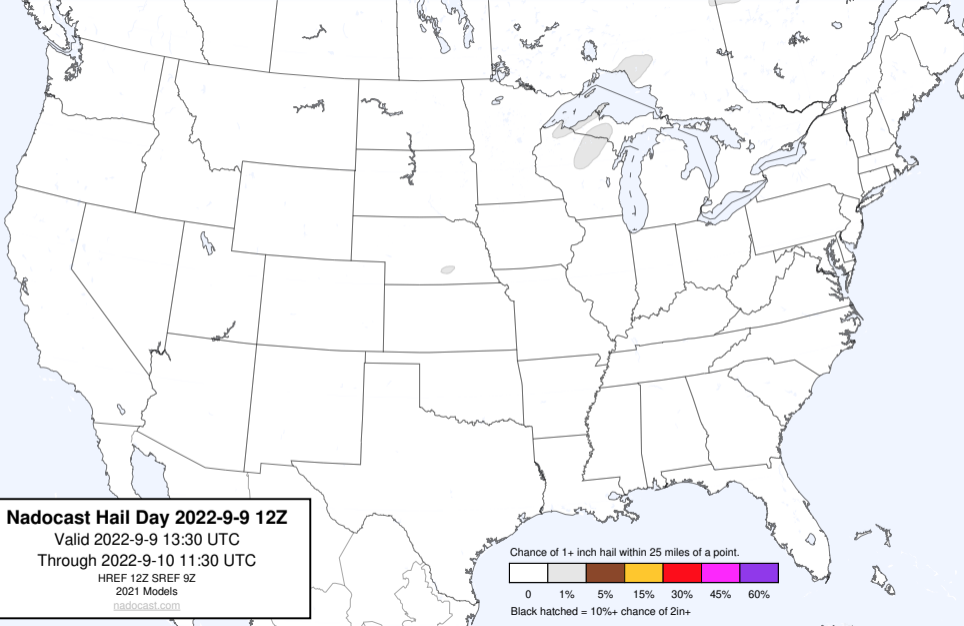 Nadocast Hail Day 2022-9-9 12Z
Valid 2022-9-9 13:30 UTC
Through 2022-9-10 11:30 UTC
HREF 12Z SREF 9Z
2021 Models
nadocast.com
Chance of 1+ inch hail within 25 miles of a point.
0 1% 5% 15% 30% 45% 60%
Black hatched = 10%+ chance of 2in+